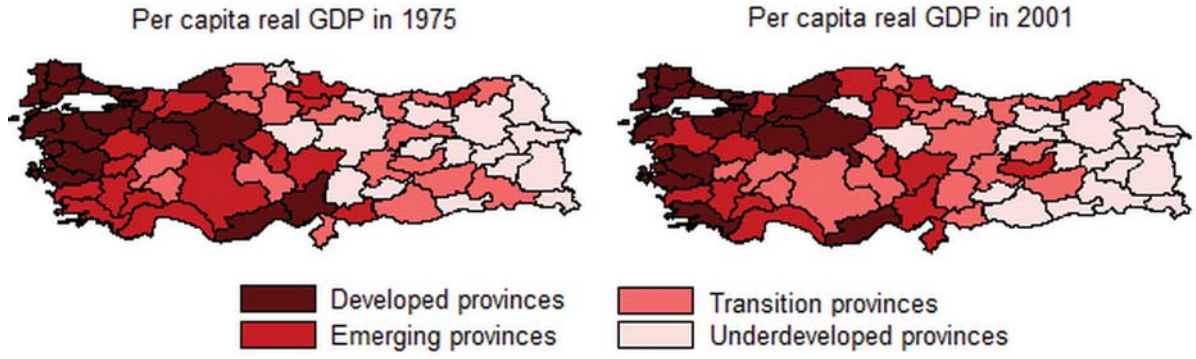 Per capita real GDP in 1975
Per capita real GDP in 2001
Developed provinces
Transition provinces
Emerging provinces
Underdeveloped provinces